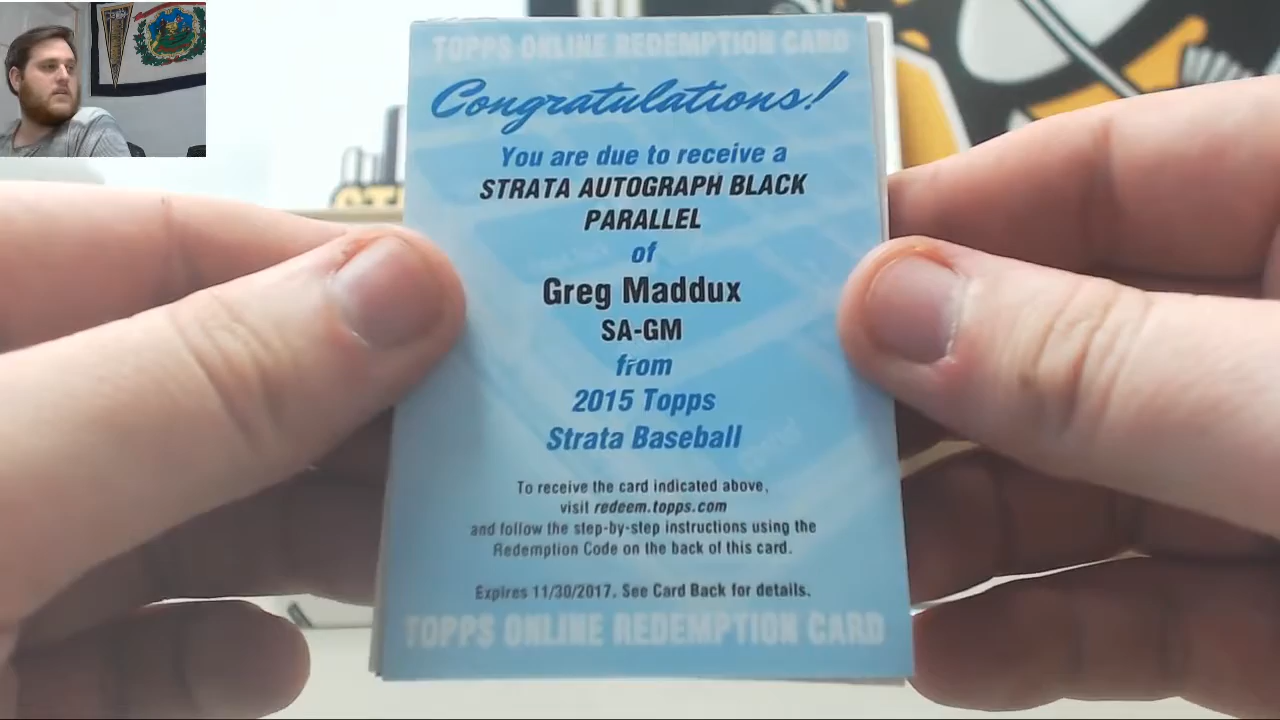 TOPPS ONLINE REDEMPTION CARD
Congratulations!
You are due to receive a
STRATA AUTOGRAPH BLACK
PARALLEL
of
Greg Maddux
SA-GM
from
2015 Topps
Strata Baseball
To receive the card indicated above,
visit redeem.topps.com
and follow the step-by-step instructions using the
Redemption Code on the back of this card.
Expires 11/30/2017. See Card Back for details.
TOPPS ONLINE REDEMPTION CARD